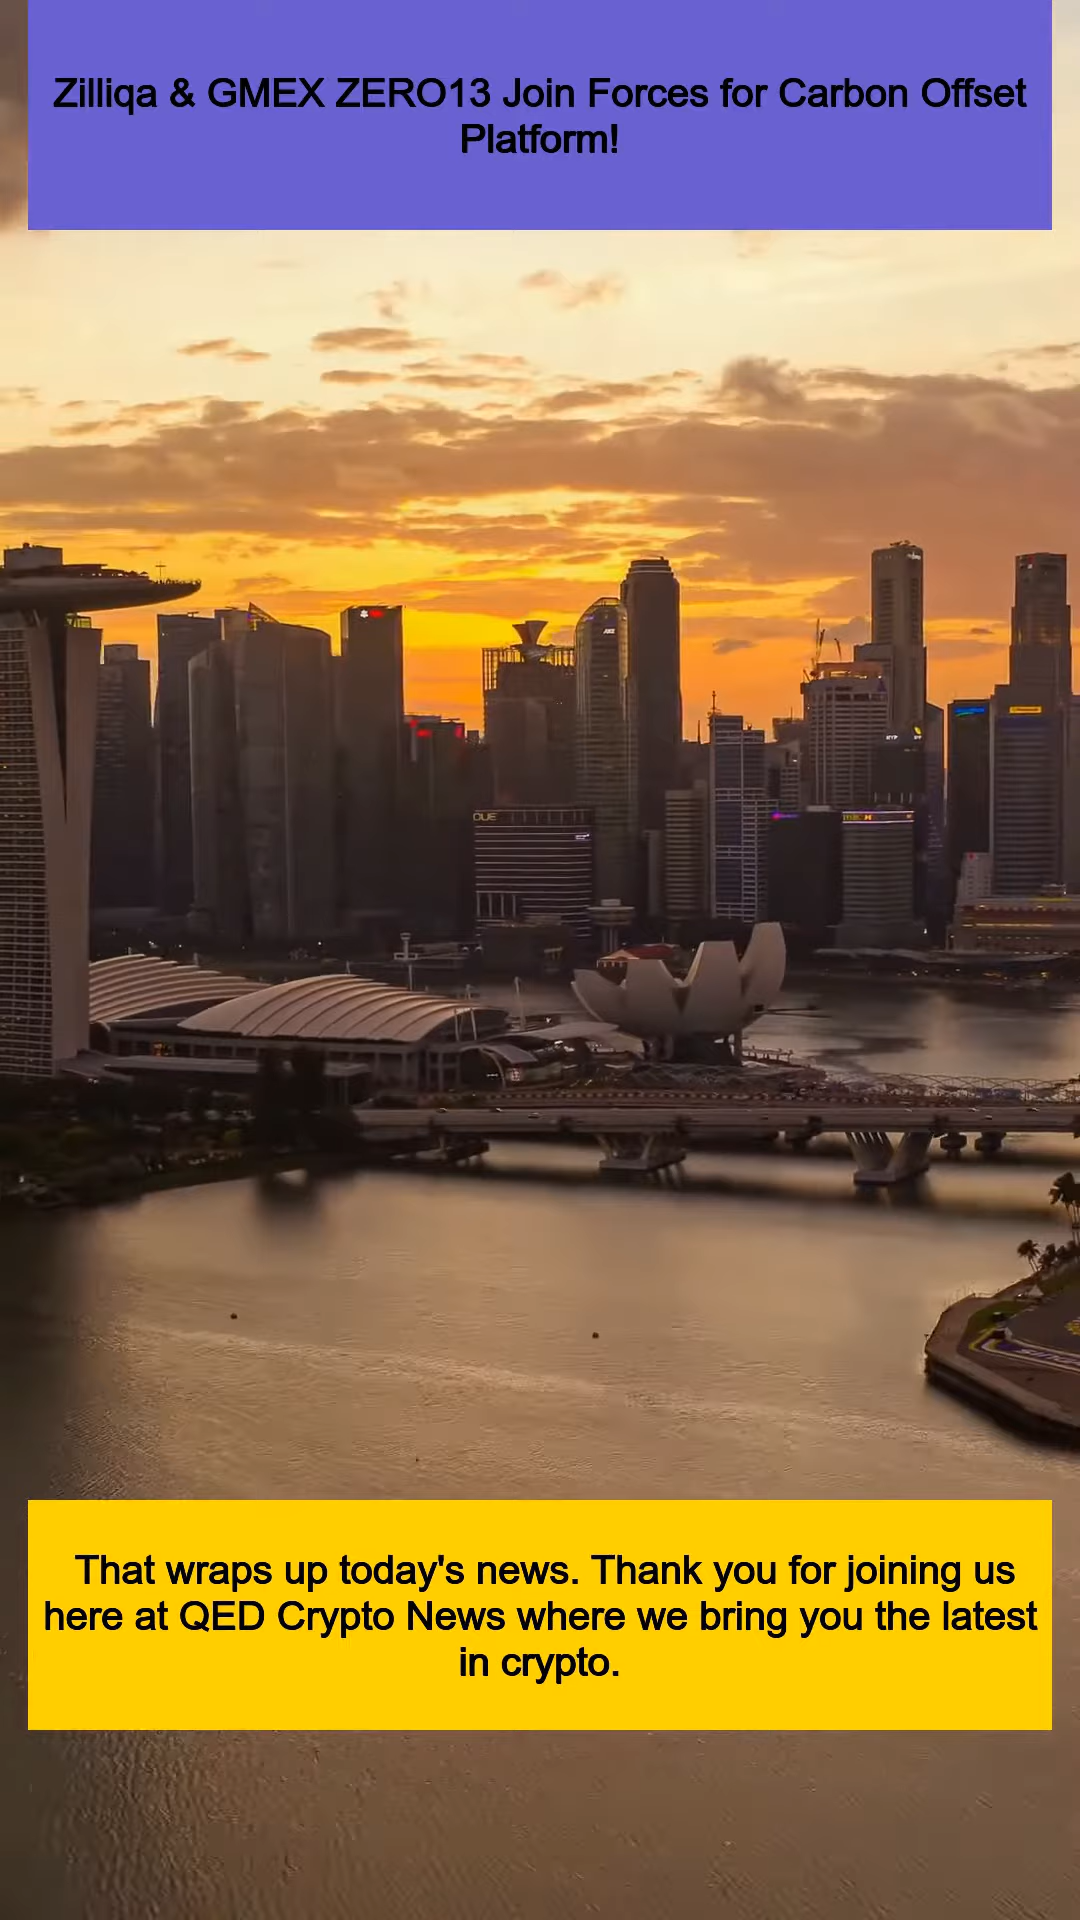 Zilliqa & GMEX ZERO13 Join Forces for Carbon Offset
Platform!
That wraps up today's news. Thank you for joining us
here at QED Crypto News where we bring you the latest
in crypto.